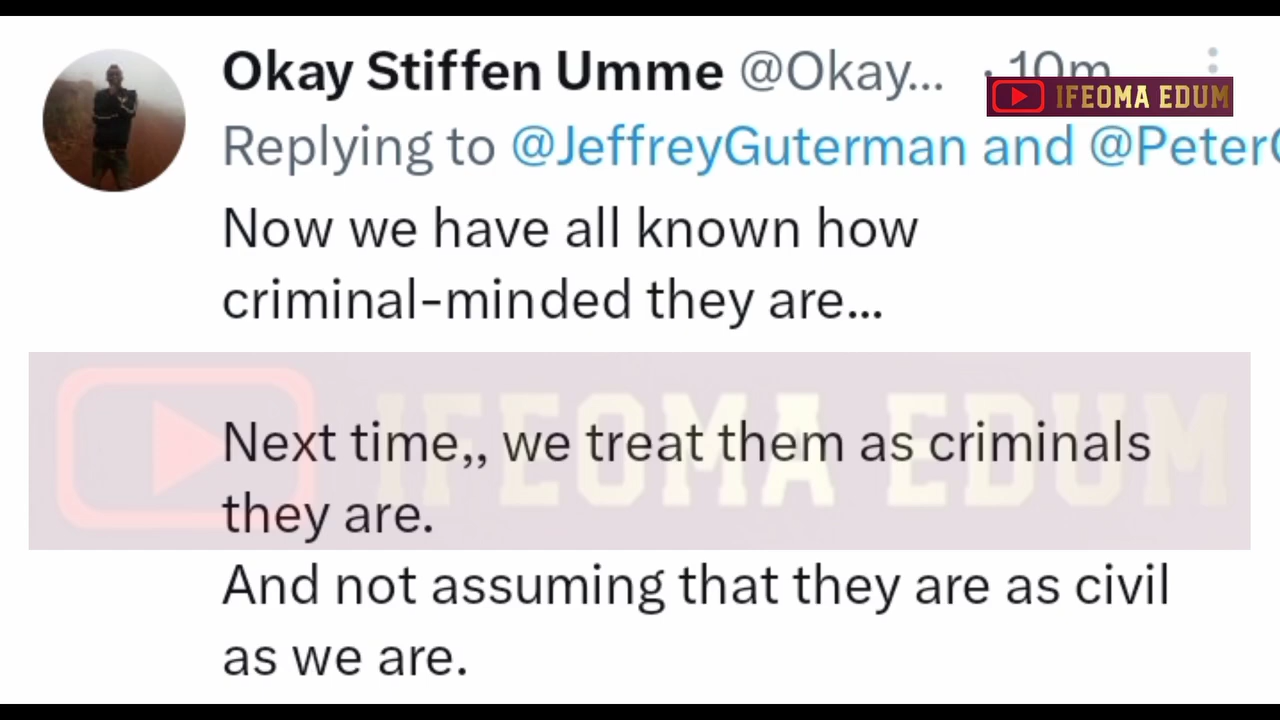 Okay Stiffen Umme @Okay... · 10m
IFEOMA EDUM
Replying to @JeffreyGuterman and @Peter
Now we have all known how
criminal-minded they are...
IFEOMA EDUM
Next time,, we treat them as criminals
they are.
And not assuming that they are as civil
as we are.